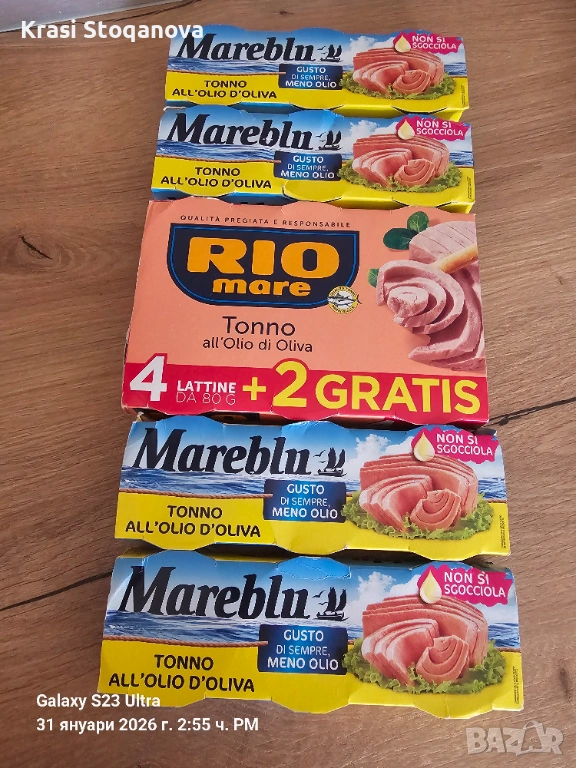 Krasi Stoqanova
Mareblu
GUSTO
DI SEMPRE,
MENO OLIO
NON SI
SGOCCIOLA
TONNO
ALL'OLIO D'OLIVA
Mareblu
GUSTO
DI SEMPRE,
MENO OLIO
NON SI
SGOCCIOLA
TONNO
ALL'OLIO D'OLIVA
QUALITÀ PREGIATA E RESPONSABILE
RIO
mare
Tonno
all'Olio di Oliva
4 LATTINE DA 80 G + 2 GRATIS
Mareblu
GUSTO
DI SEMPRE,
MENO OLIO
NON SI
SGOCCIOLA
TONNO
ALL'OLIO D'OLIVA
Mareblu
GUSTO
DI SEMPRE,
MENO OLIO
NON SI
SGOCCIOLA
TONNO
ALL'OLIO D'OLIVA
Galaxy S23 Ultra
31 януари 2026 г. 2:55 ч. PM
BAZAR